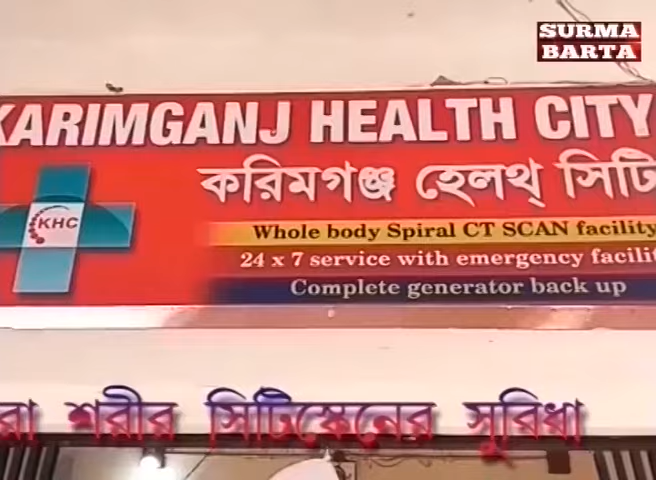 SURMA
BARTA
KARIMGANJ HEALTH CITY
করিমগঞ্জ হেলথ্ সিটি
KHC
Whole body Spiral CT SCAN facility
24 x 7 service with emergency facility
Complete generator back up
শরীর সিটিস্কেনের সুবিধা